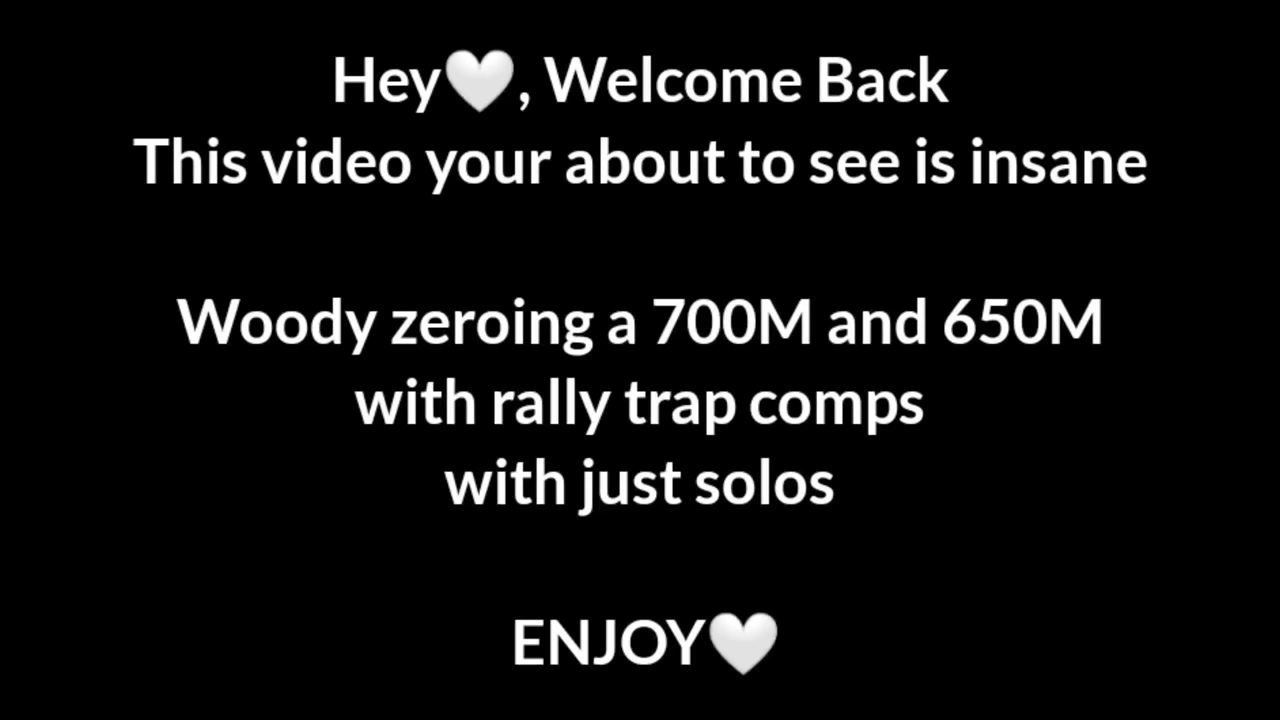 Hey🤍, Welcome Back
This video your about to see is insane
Woody zeroing a 700M and 650M
with rally trap comps
with just solos
ENJOY🤍